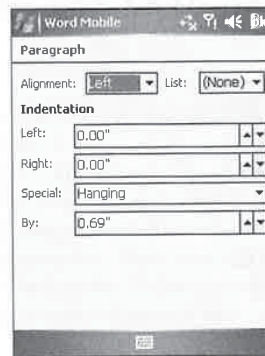 Word Mobile ok
Paragraph
Alignment: Left List: (None)
Indentation
Left: 0.00"
Right: 0.00"
Special: Hanging
By: 0.69"